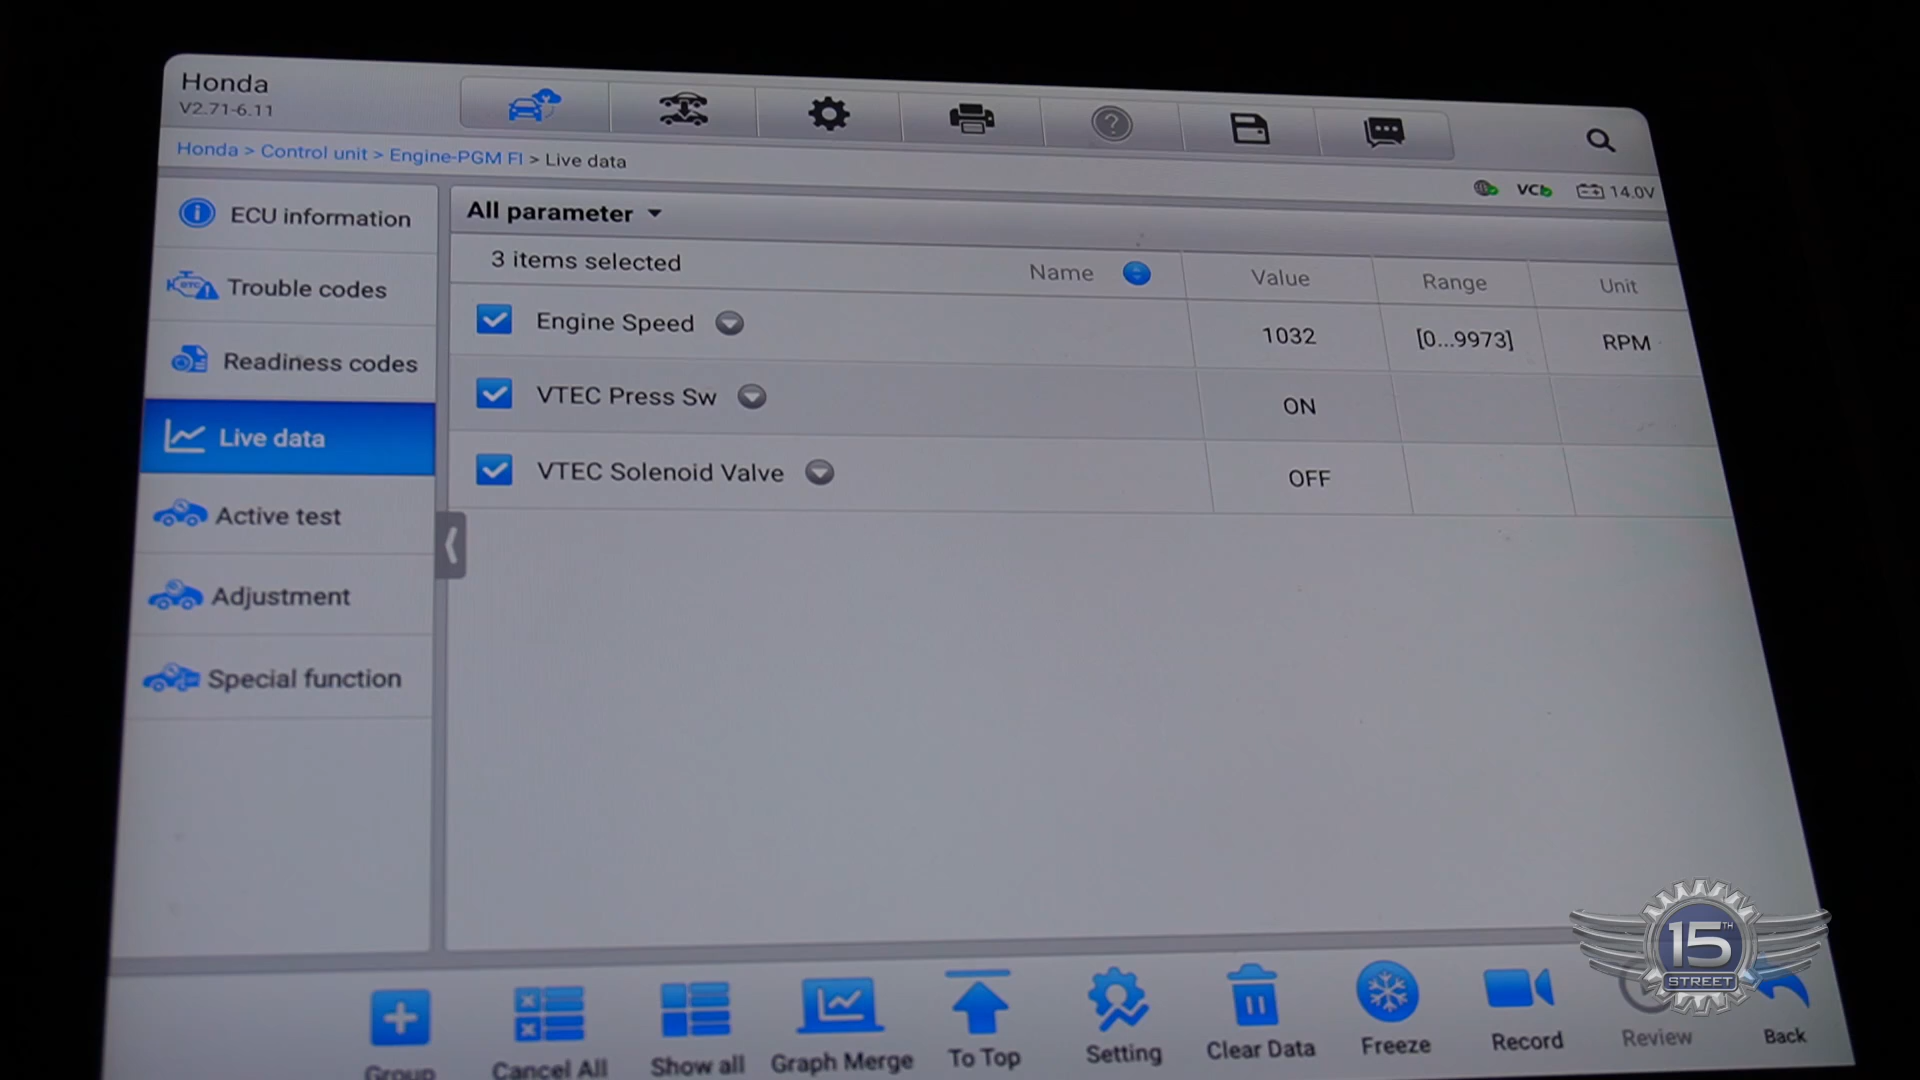 Honda
V2.71-6.11
Honda > Control unit > Engine-PGM FI > Live data
VCI
14.0V
ECU information
Trouble codes
Readiness codes
Live data
Active test
Adjustment
Special function
All parameter
3 items selected
Name
Value
Range
Unit
Engine Speed
1032
[0...9973]
RPM
VTEC Press Sw
ON
VTEC Solenoid Valve
OFF
Group
Cancel All
Show all
Graph Merge
To Top
Setting
Clear Data
Freeze
Record
Review
Back
15TH
STREET